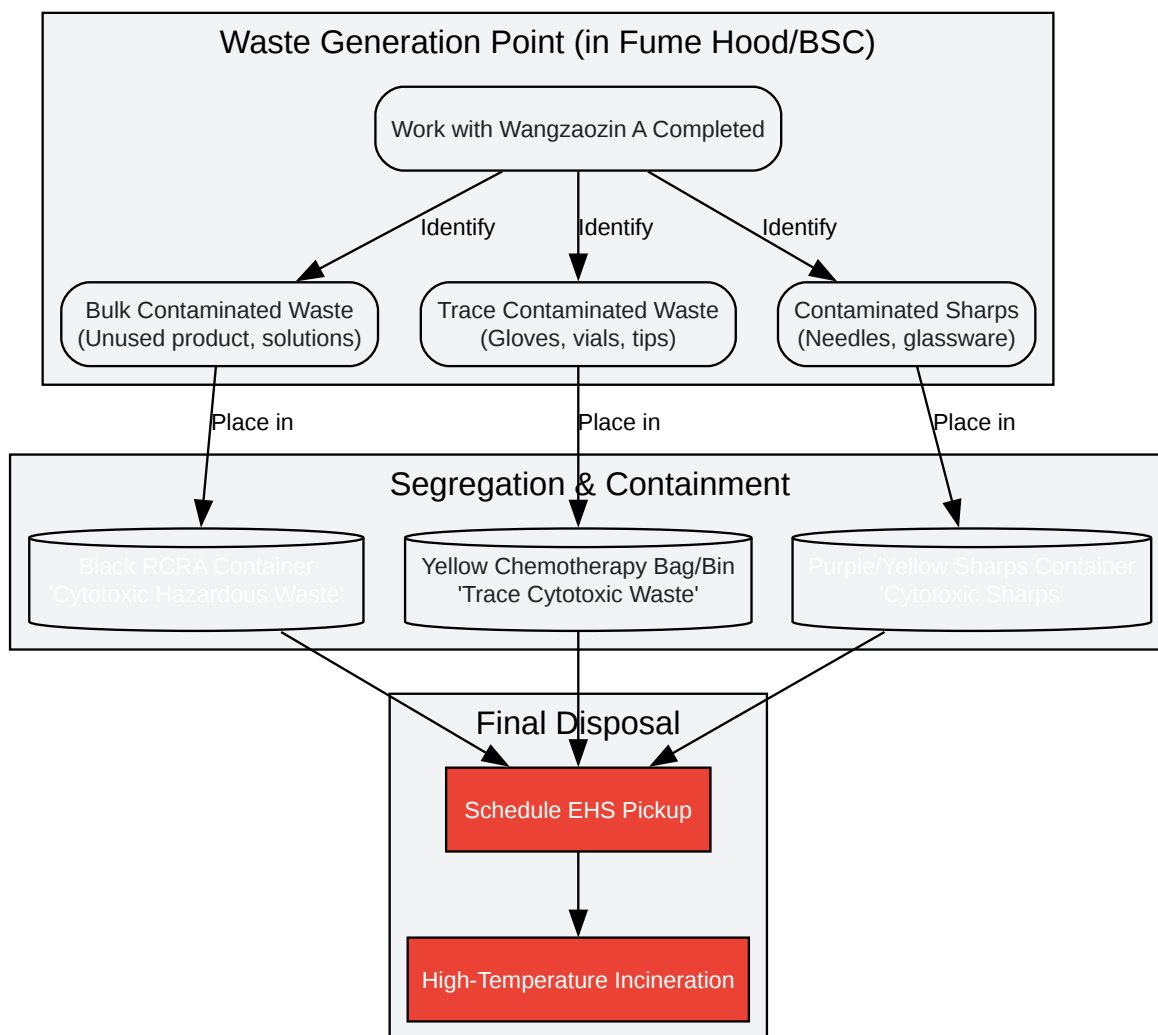 Waste Generation Point (in Fume Hood/BSC)
Work with Wangzaozin A Completed
Identify
Identify
Identify
Bulk Contaminated Waste
(Unused product, solutions)
Trace Contaminated Waste
(Gloves, vials, tips)
Contaminated Sharps
(Needles, glassware)
Place in
Place in
Place in
Segregation & Containment
Black RCRA Container
'Cytotoxic Hazardous Waste'
Yellow Chemotherapy Bag/Bin
'Trace Cytotoxic Waste'
Purple/Yellow Sharps Container
'Cytotoxic Sharps'
Final Disposal
Schedule EHS Pickup
High-Temperature Incineration